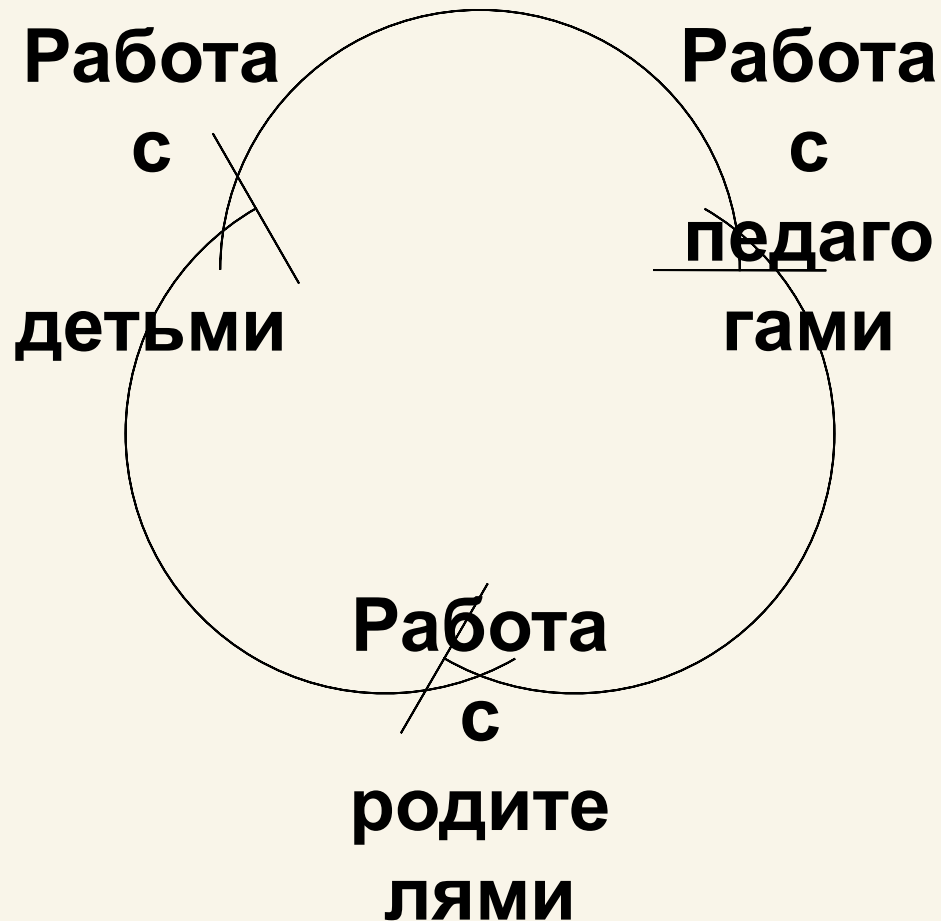 Работа
с
детьми
Работа
с
педаго
гами
Работа
с
родите
лями